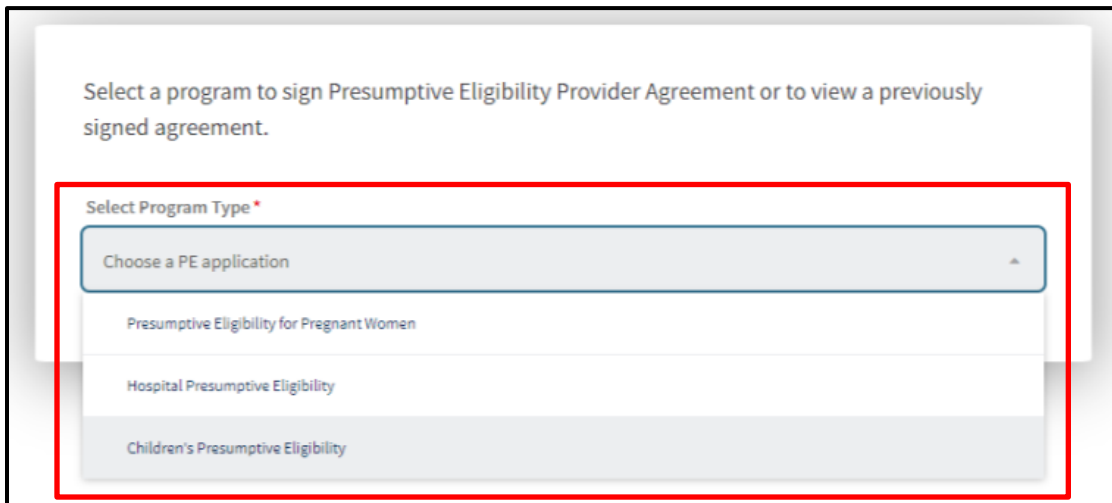 Select a program to sign Presumptive Eligibility Provider Agreement or to view a previously
signed agreement.
Select Program Type *
Choose a PE application
Presumptive Eligibility for Pregnant Women
Hospital Presumptive Eligibility
Children's Presumptive Eligibility